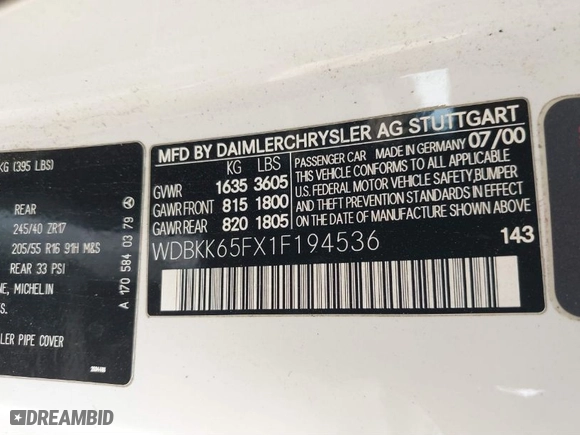 KG (395 LBS)
REAR
245/40 ZR17
205/55 R16 91H M&S
REAR 33 PSI
NE, MICHELIN
S.
LER PIPE COVER
A 170 584 03 79
MFD BY DAIMLERCHRYSLER AG STUTTGART
KG LBS
GVWR 1635 3605
GAWR FRONT 815 1800
GAWR REAR 820 1805
PASSENGER CAR MADE IN GERMANY 07/00
THIS VEHICLE CONFORMS TO ALL APPLICABLE
U.S. FEDERAL MOTOR VEHICLE SAFETY,BUMPER
AND THEFT PREVENTION STANDARDS
IN EFFECT ON THE DATE OF
MANUFACTURE SHOWN ABOVE
WDBKK65FX1F194536
143
DREAMBID